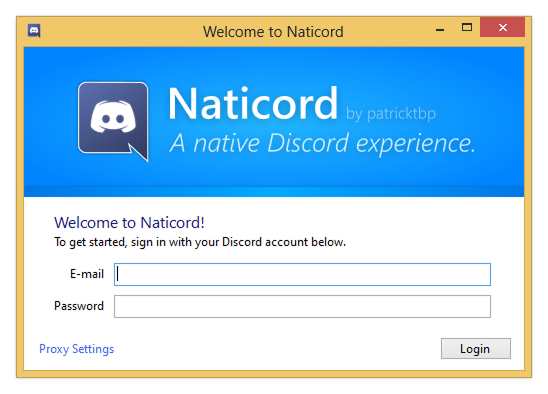 Welcome to Naticord
Naticord by patricktbp
A native Discord experience.
Welcome to Naticord!
To get started, sign in with your Discord account below.
E-mail
Password
Proxy Settings
Login